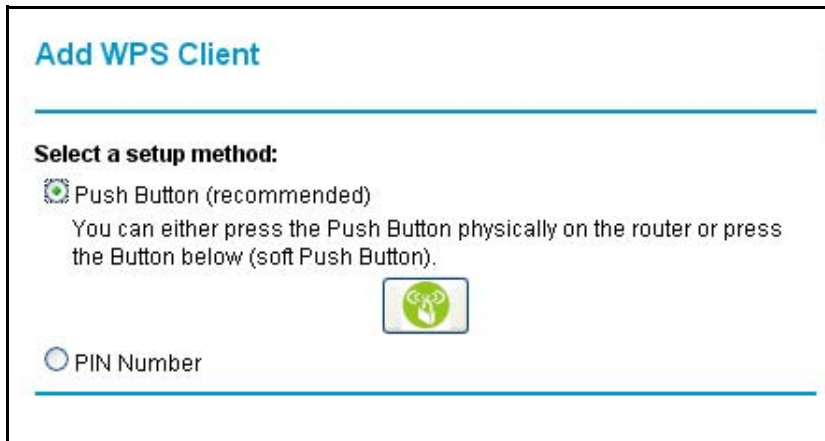 Add WPS Client
Select a setup method:
Push Button (recommended)
You can either press the Push Button physically on the router or press
the Button below (soft Push Button).
PIN Number